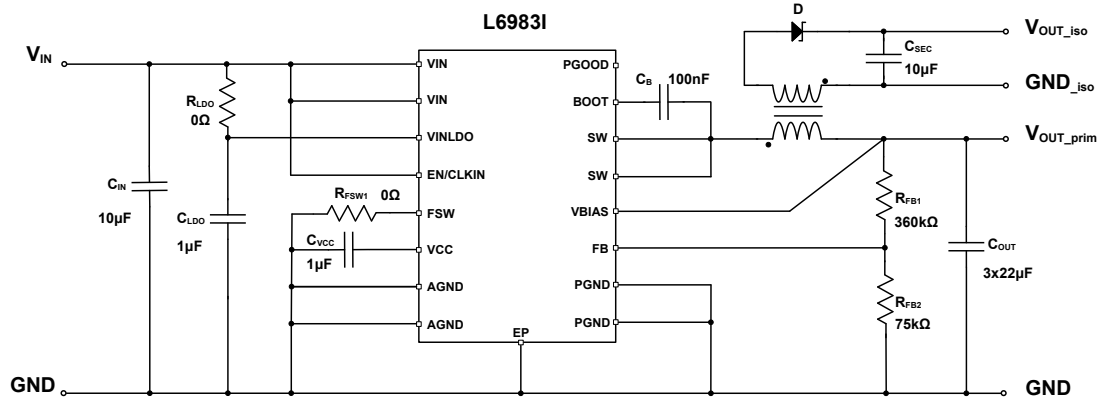 L6983I
D
VOUT_iso
CSEC
10µF
GND_iso
VIN
VIN
PGOOD
CB 100nF
RLDO
0Ω
VIN
BOOT
VINLDO
SW
VOUT_prim
CIN
10µF
EN/CLKIN
SW
RFSW1 0Ω
CLDO
1µF
FSW
VBIAS
RFB1
360kΩ
CVCC
1µF
VCC
FB
COUT
3x22µF
AGND
PGND
RFB2
75kΩ
AGND
PGND
EP
GND
GND